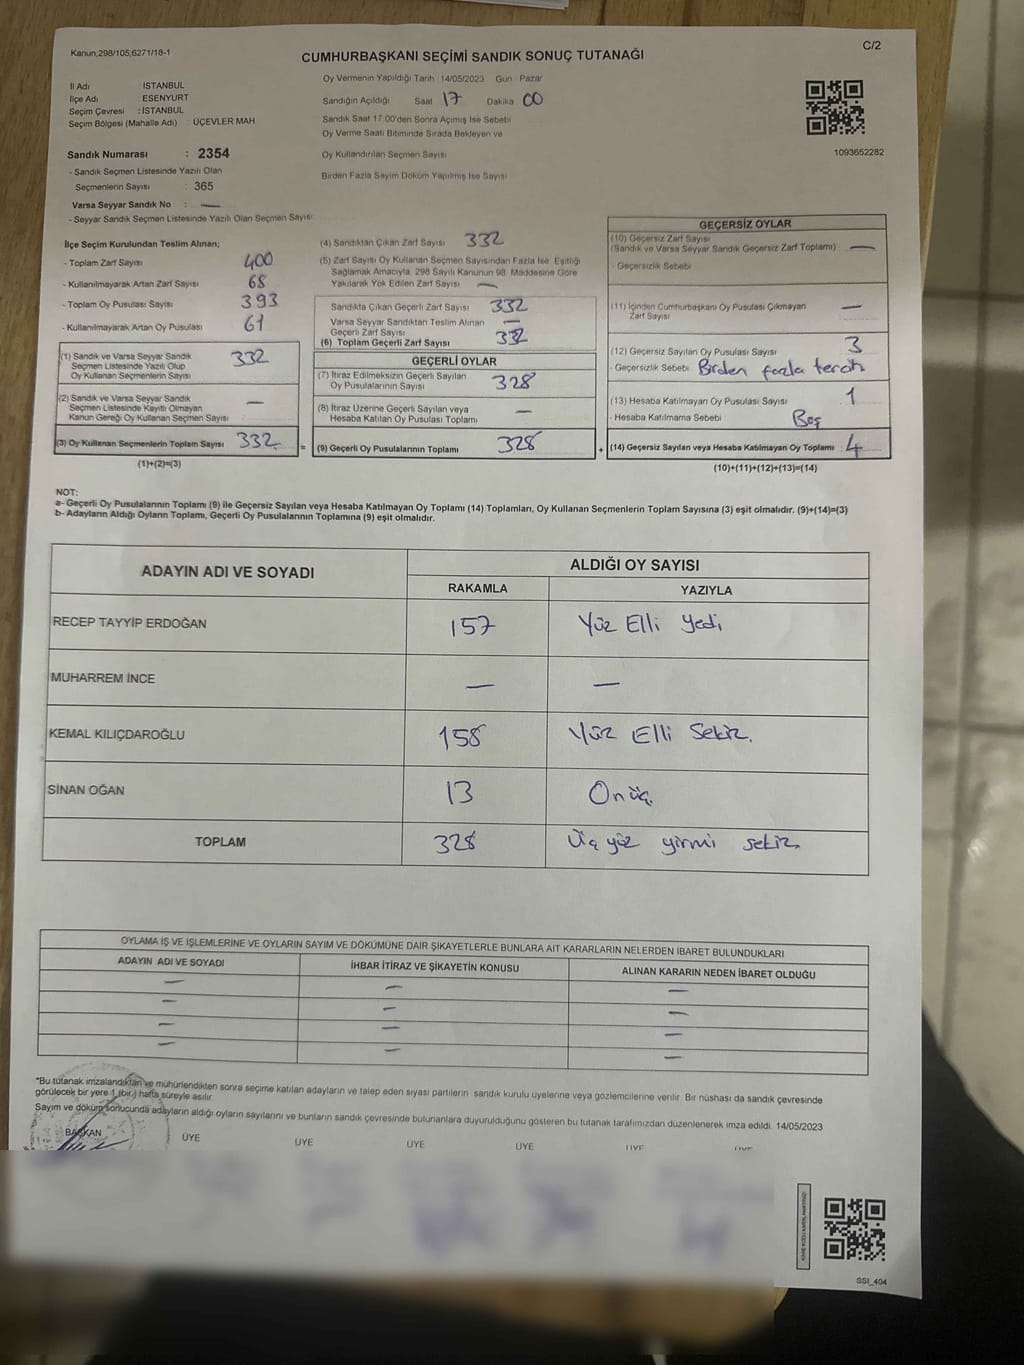 Kanun,298/105,6271/18-1
C/2
CUMHURBAŞKANI SEÇİMİ SANDIK SONUÇ TUTANAĞI
İl Adı İSTANBUL
İlçe Adı ESENYURT
Seçim Çevresi : İSTANBUL
Seçim Bölgesi (Mahalle Adı) : ÜÇEVLER MAH
Sandık Numarası : 2354
- Sandık Seçmen Listesinde Yazılı Olan
Seçmenlerin Sayısı : 365
Varsa Seyyar Sandık No : —
- Seyyar Sandık Seçmen Listesinde Yazılı Olan Seçmen Sayısı
Oy Vermenin Yapıldığı Tarih 14/05/2023 Gün Pazar
Sandığın Açıldığı Saat 17 Dakika 00
Sandık Saat 17.00'den Sonra Açımış İse Sebebi
Oy Verme Saati Bitiminde Sırada Bekleyen ve
Oy Kullandırılan Seçmen Sayısı
Birden Fazla Sayım Döküm Yapılmış İse Sayısı
1093652282
İlçe Seçim Kurulundan Teslim Alınan;
- Toplam Zarf Sayısı 400
- Kullanılmayarak Artan Zarf Sayısı 68
- Toplam Oy Pusulası Sayısı 393
- Kullanılmayarak Artan Oy Pusulası 61
(1) Sandık ve Varsa Seyyar Sandık
Seçmen Listesinde Yazılı Olup
Oy Kullanan Seçmenlerin Sayısı 332
(2) Sandık ve Varsa Seyyar Sandık
Seçmen Listesinde Kayıtlı Olmayan
Kanun Gereği Oy Kullanan Seçmen Sayısı —
(3) Oy Kullanan Seçmenlerin Toplam Sayısı 332 =
(1)+(2)=(3)
(4) Sandıktan Çıkan Zarf Sayısı 332
(5) Zarf Sayısı Oy Kullanan Seçmen Sayısından Fazla İse Eşitliği
Sağlamak Amacıyla, 298 Sayılı Kanunun 98. Maddesine Göre
Yakılarak Yok Edilen Zarf Sayısı —
Sandıkta Çıkan Geçerli Zarf Sayısı 332
Varsa Seyyar Sandıktan Teslim Alınan
Geçerli Zarf Sayısı —
(6) Toplam Geçerli Zarf Sayısı 332
GEÇERLİ OYLAR
(7) İtiraz Edilmeksizin Geçerli Sayılan
Oy Pusulalarının Sayısı 328
(8) İtiraz Üzerine Geçerli Sayılan veya
Hesaba Katılan Oy Pusulası Toplamı —
(9) Geçerli Oy Pusulalarının Toplamı 328 +
GEÇERSİZ OYLAR
(10) Geçersiz Zarf Sayısı
(Sandık ve Varsa Seyyar Sandık Geçersiz Zarf Toplamı) —
- Geçersizlik Sebebi
(11) İçinden Cumhurbaşkanı Oy Pusulası Çıkmayan
Zarf Sayısı —
(12) Geçersiz Sayılan Oy Pusulası Sayısı 3
- Geçersizlik Sebebi Birden fazla tercih
(13) Hesaba Katılmayan Oy Pusulası Sayısı 1
- Hesaba Katılmama Sebebi Boş
(14) Geçersiz Sayılan veya Hesaba Katılmayan Oy Toplamı : 4
(10)+(11)+(12)+(13)=(14)
NOT:
a- Geçerli Oy Pusulalarının Toplamı (9) ile Geçersiz Sayılan veya Hesaba Katılmayan Oy Toplamı (14) Toplamları, Oy Kullanan Seçmenlerin Toplam Sayısına (3) eşit olmalıdır. (9)+(14)=(3)
b- Adayların Aldığı Oyların Toplamı, Geçerli Oy Pusulalarının Toplamına (9) eşit olmalıdır.
ADAYIN ADI VE SOYADI ALDIĞI OY SAYISI
RAKAMLA YAZIYLA
RECEP TAYYİP ERDOĞAN 157 Yüz Elli yedi
MUHARREM İNCE — —
KEMAL KILIÇDAROĞLU 158 Yüz Elli Sekiz.
SİNAN OĞAN 13 Onüç.
TOPLAM 328 Üç yüz yirmi sekiz.
OYLAMA İŞ VE İŞLEMLERİNE VE OYLARIN SAYIM VE DÖKÜMÜNE DAİR ŞİKAYETLERLE BUNLARA AİT KARARLARIN NELERDEN İBARET BULUNDUKLARI
ADAYIN ADI VE SOYADI İHBAR İTİRAZ VE ŞİKAYETİN KONUSU ALINAN KARARIN NEDEN İBARET OLDUĞU
— — —
— — —
— — —
— — —
"Bu tutanak imzalandıktan ve mühürlendikten sonra seçime katılan adayların ve talep eden siyasi partilerin sandık kurulu üyelerine veya gözlemcilerine verilir. Bir nüshası da sandık çevresinde
görülecek bir yere 1 (bir) hafta süreyle asılır.
Sayım ve döküm sonucunda adayların aldığı oyların sayılarını ve bunların sandık çevresinde bulunanlara duyurulduğunu gösteren bu tutanak tarafımızdan düzenlenerek imza edildi. 14/05/2023
BAŞKAN ÜYE ÜYE ÜYE ÜYE ÜYE ÜYE
SSI_404